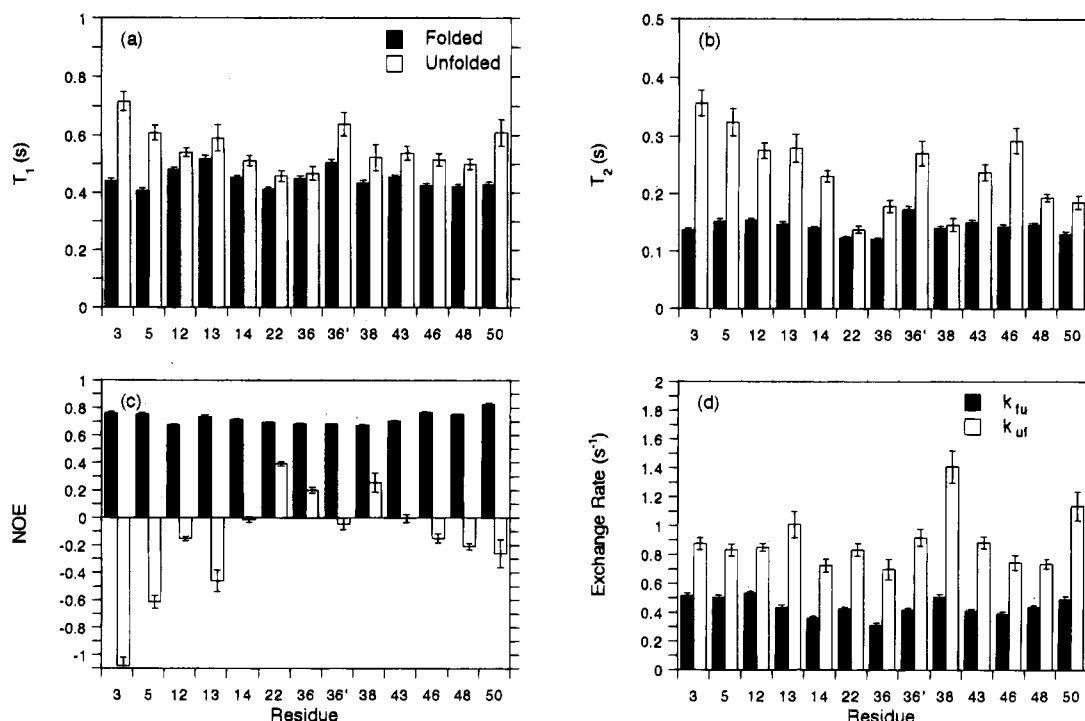 (a)
Folded
Unfolded
T1 (s)
1
0.8
0.6
0.4
0.2
0
3 5 12 13 14 22 36 36' 38 43 46 48 50
(b)
T2 (s)
0.5
0.4
0.3
0.2
0.1
0
3 5 12 13 14 22 36 36' 38 43 46 48 50
(c)
NOE
1
0.8
0.6
0.4
0.2
0
-0.2
-0.4
-0.6
-0.8
-1
3 5 12 13 14 22 36 36' 38 43 46 48 50
Residue
(d)
kfu
kuf
Exchange Rate (s-1)
2
1.8
1.6
1.4
1.2
1
0.8
0.6
0.4
0.2
0
3 5 12 13 14 22 36 36' 38 43 46 48 50
Residue